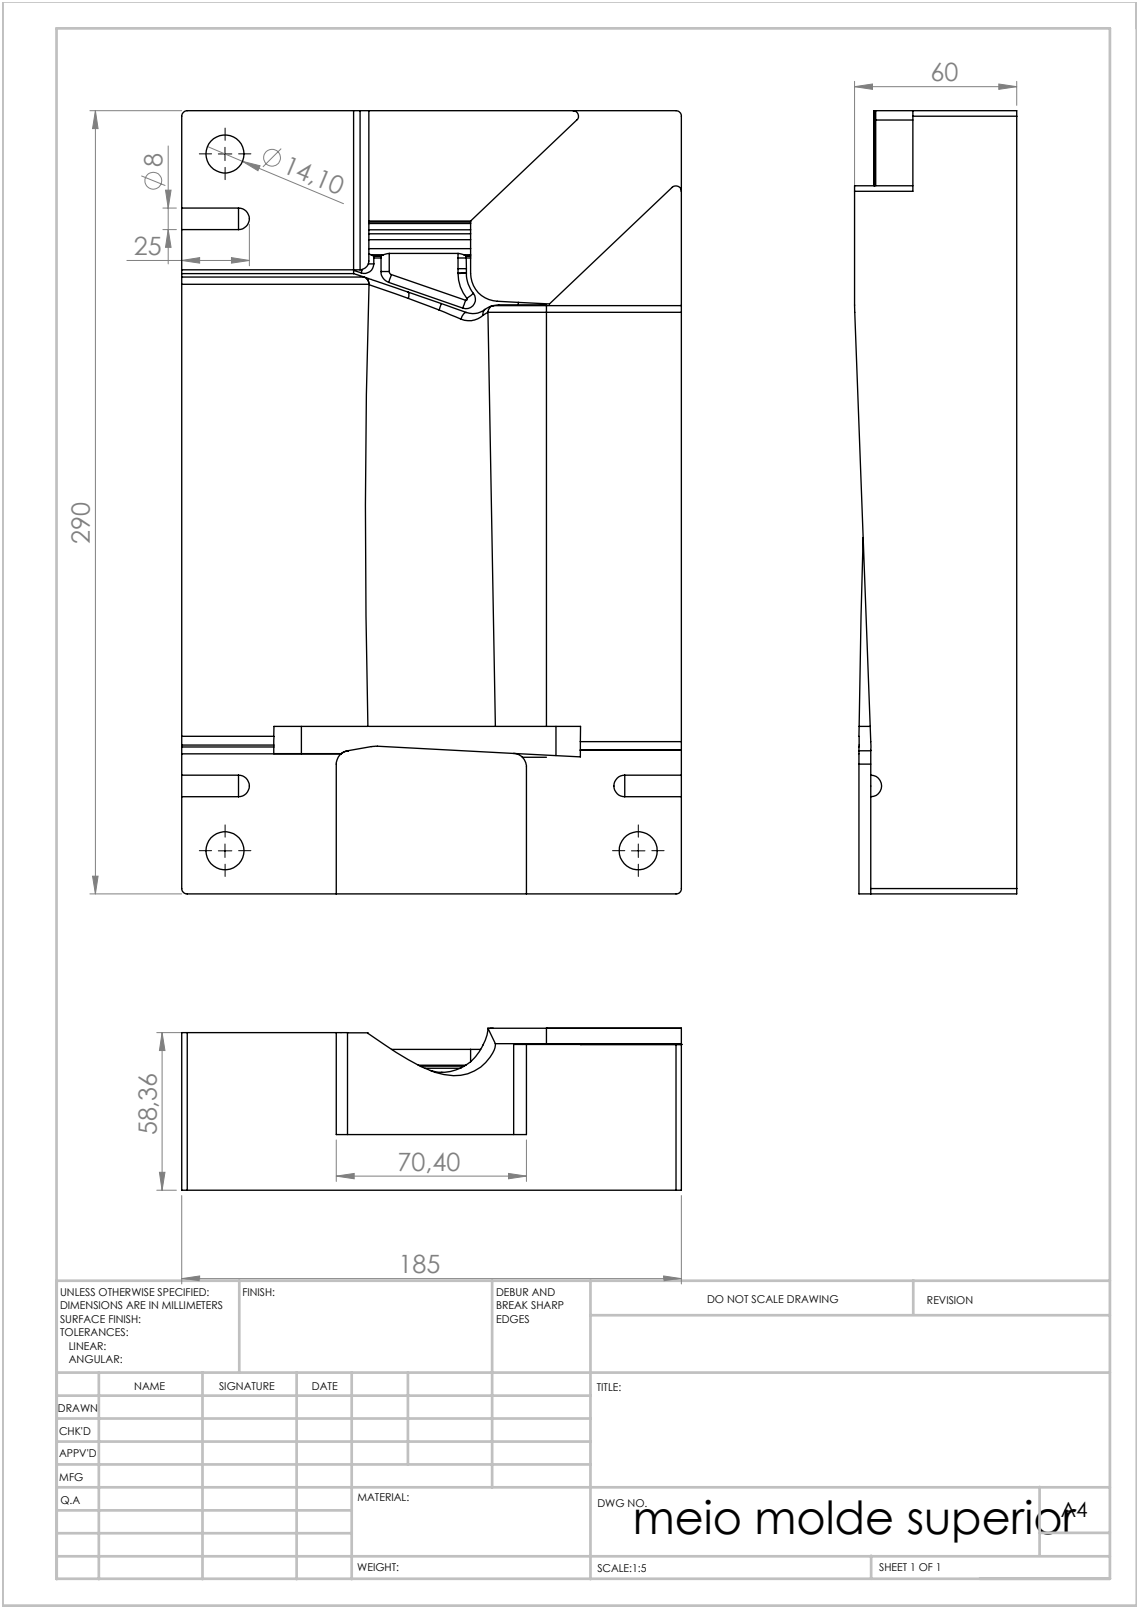 60
∅8
∅14,10
25
290
58,36
70,40
185
UNLESS OTHERWISE SPECIFIED:
DIMENSIONS ARE IN MILLIMETERS
SURFACE FINISH:
TOLERANCES:
LINEAR:
ANGULAR:
FINISH:
DEBUR AND
BREAK SHARP
EDGES
DO NOT SCALE DRAWING
REVISION
NAME
SIGNATURE
DATE
TITLE:
DRAWN
CHK'D
APPV'D
MFG
Q.A
MATERIAL:
DWG NO.
meio molde superior
A4
WEIGHT:
SCALE:1:5
SHEET 1 OF 1